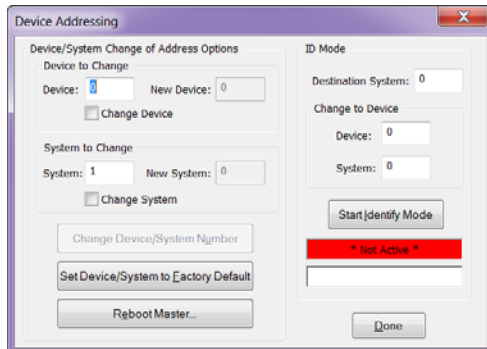 Device Addressing
Device/System Change of Address Options
Device to Change
Device: 0 New Device: 0
Change Device
System to Change
System: 1 New System: 0
Change System
Change Device/System Number
Set Device/System to Factory Default
Reboot Master...
ID Mode
Destination System: 0
Change to Device
Device: 0
System: 0
Start Identify Mode
* Not Active *
Done